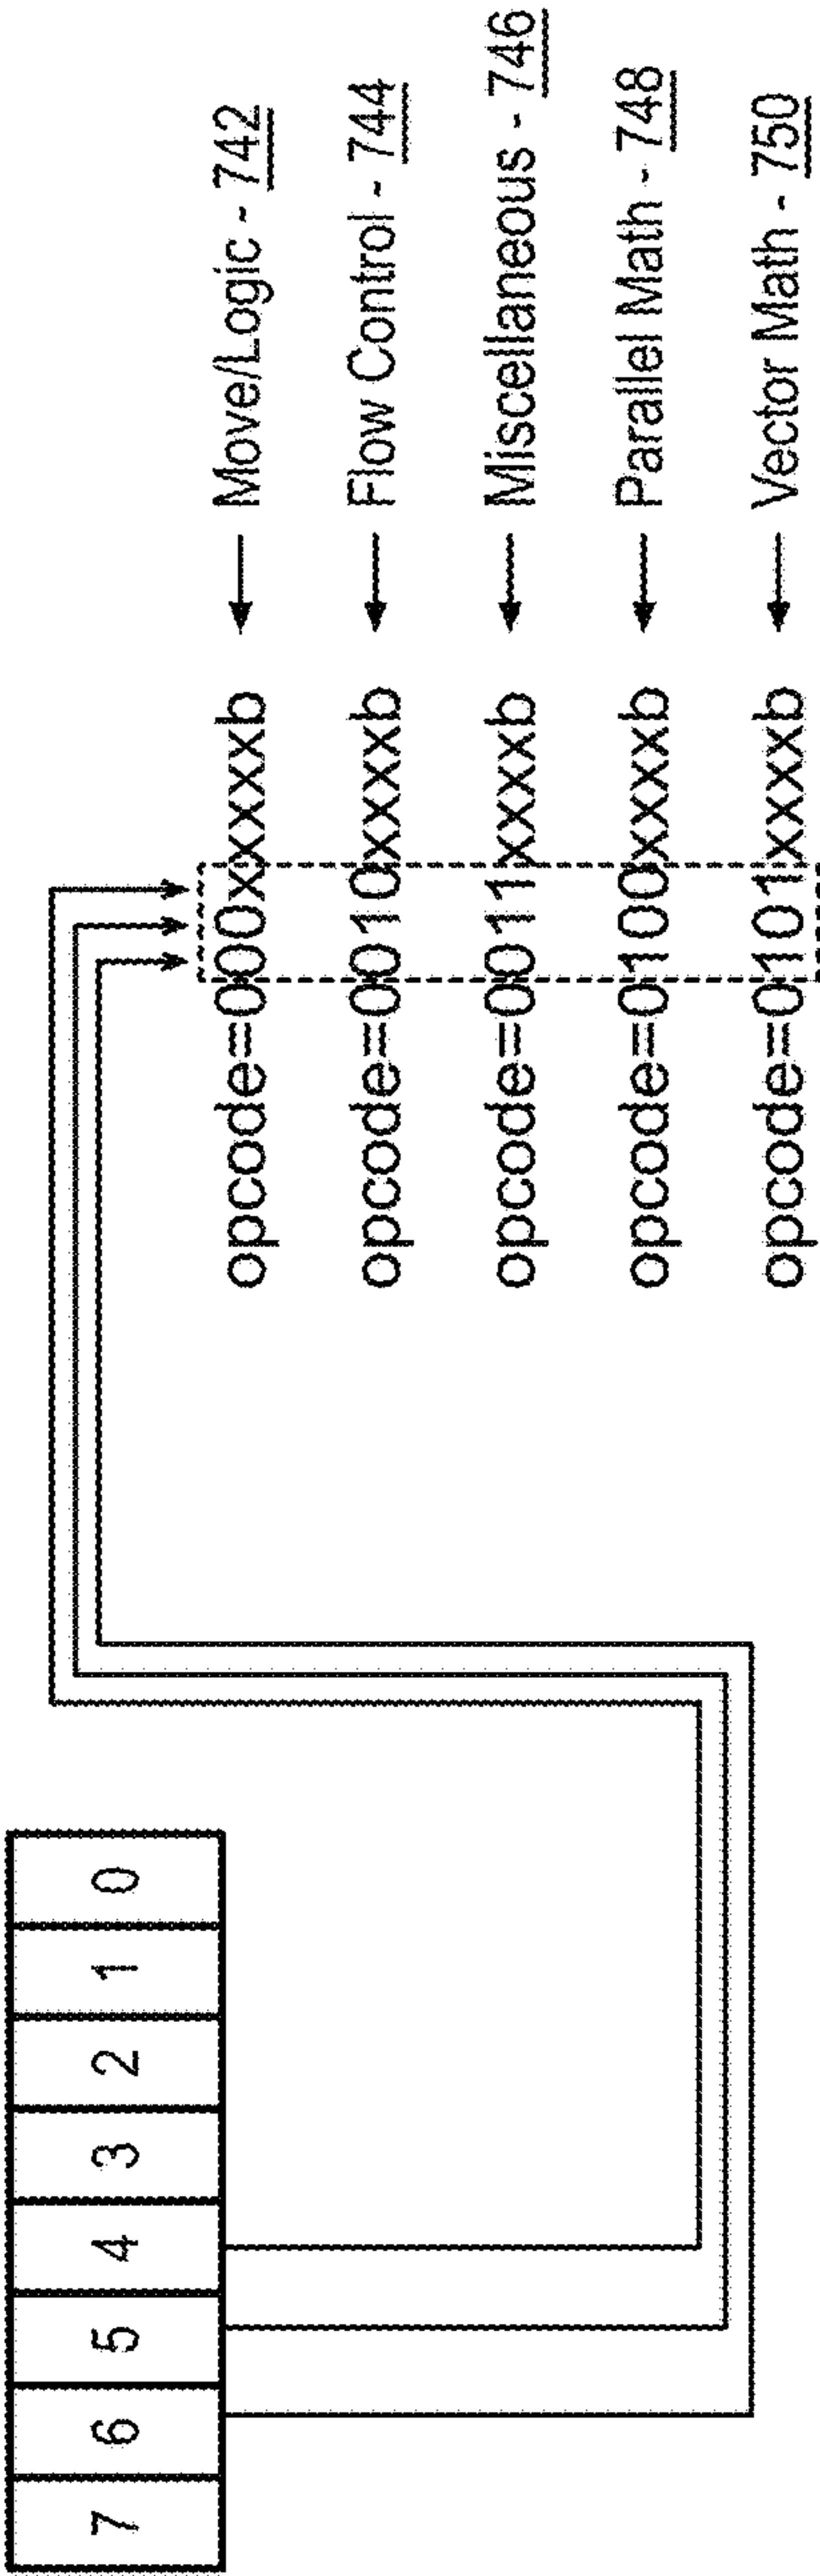 7 6 5 4 3 2 1 0
opcode=000xxxxxb Move/Logic - 742
opcode=0010xxxxb Flow Control - 744
opcode=0011xxxxb Miscellaneous - 746
opcode=0100xxxxb Parallel Math - 748
opcode=0101xxxxb Vector Math - 750